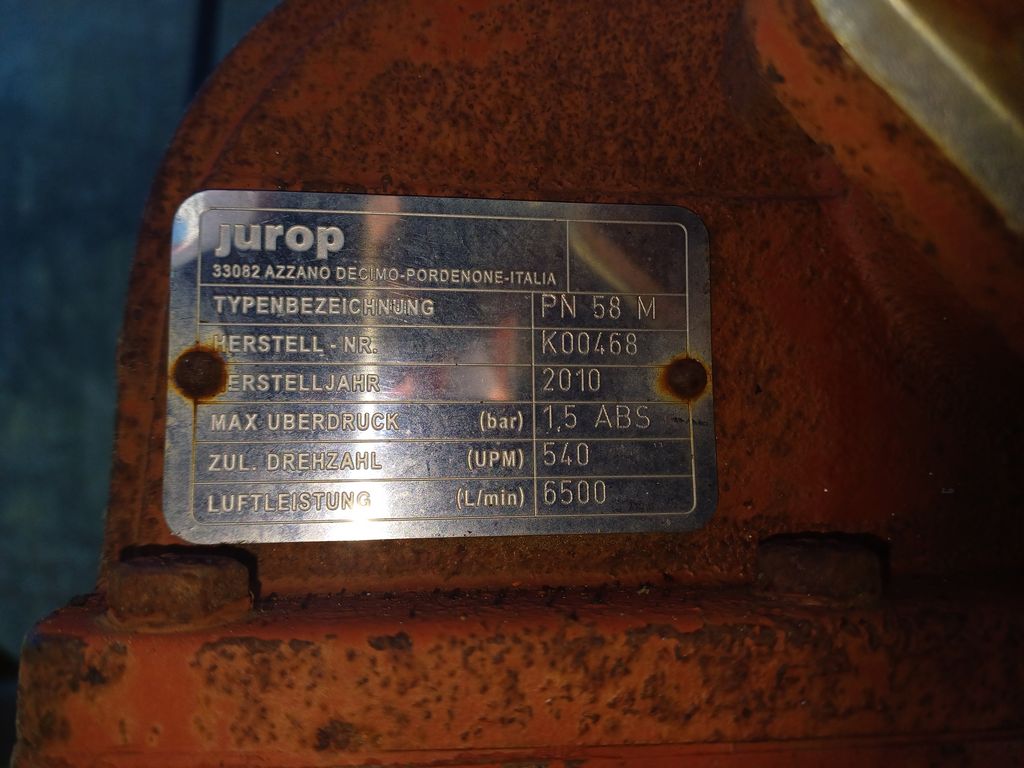 jurop
33082 AZZANO DECIMO-PORDENONE-ITALIA
TYPENBEZEICHNUNG PN 58 M
HERSTELL-NR. K00468
HERSTELLJAHR 2010
MAX UBERDRUCK (bar) 1,5 ABS
ZUL. DREHZAHL (UPM) 540
LUFTLEISTUNG (L/min) 6500